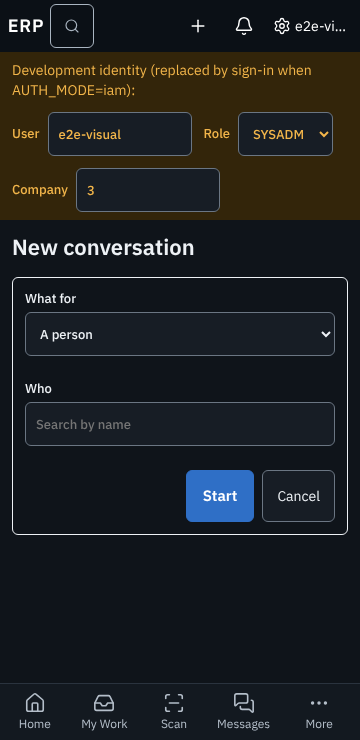 ERP
e2e-vi...
Development identity (replaced by sign-in when
AUTH_MODE=iam):
User e2e-visual Role SYSADM
Company 3
New conversation
What for
A person
Who
Search by name
Start Cancel
Home My Work Scan Messages More